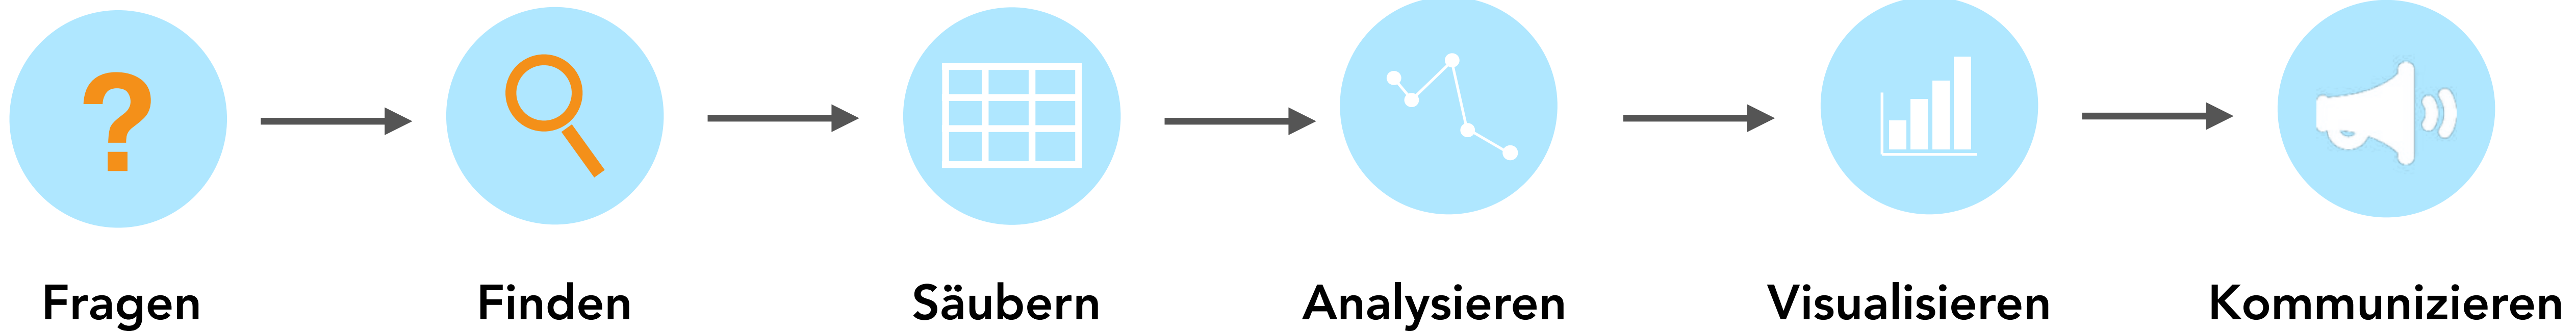 ?
Fragen
Finden
Säubern
Analysieren
Visualisieren
Kommunizieren